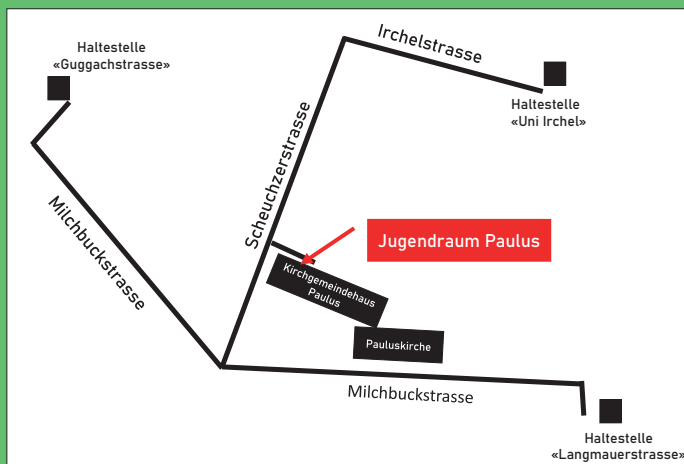 Haltestelle
«Guggachstrasse»
Irchelstrasse
Haltestelle
«Uni Irchel»
Scheuchzerstrasse
Milchbuckstrasse
Jugendraum Paulus
Kirchgemeindehaus
Paulus
Pauluskirche
Milchbuckstrasse
Haltestelle
«Langmauerstrasse»